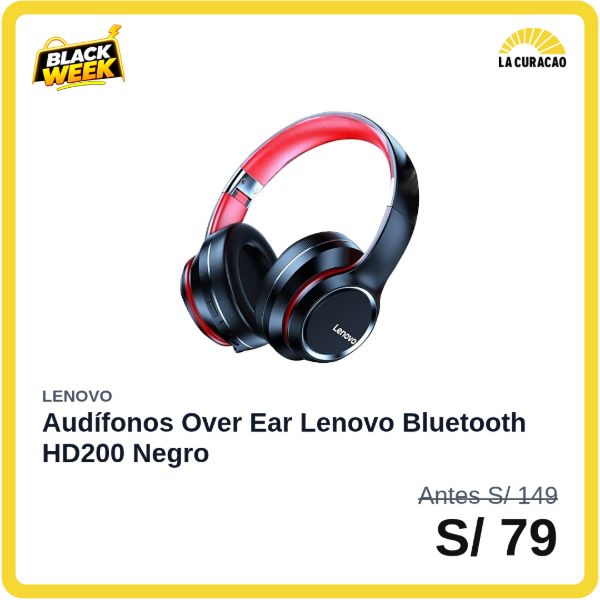 BLACK
WEEK
LA CURACAO
Lenovo
LENOVO
Audífonos Over Ear Lenovo Bluetooth
HD200 Negro
Antes S/ 149
S/ 79